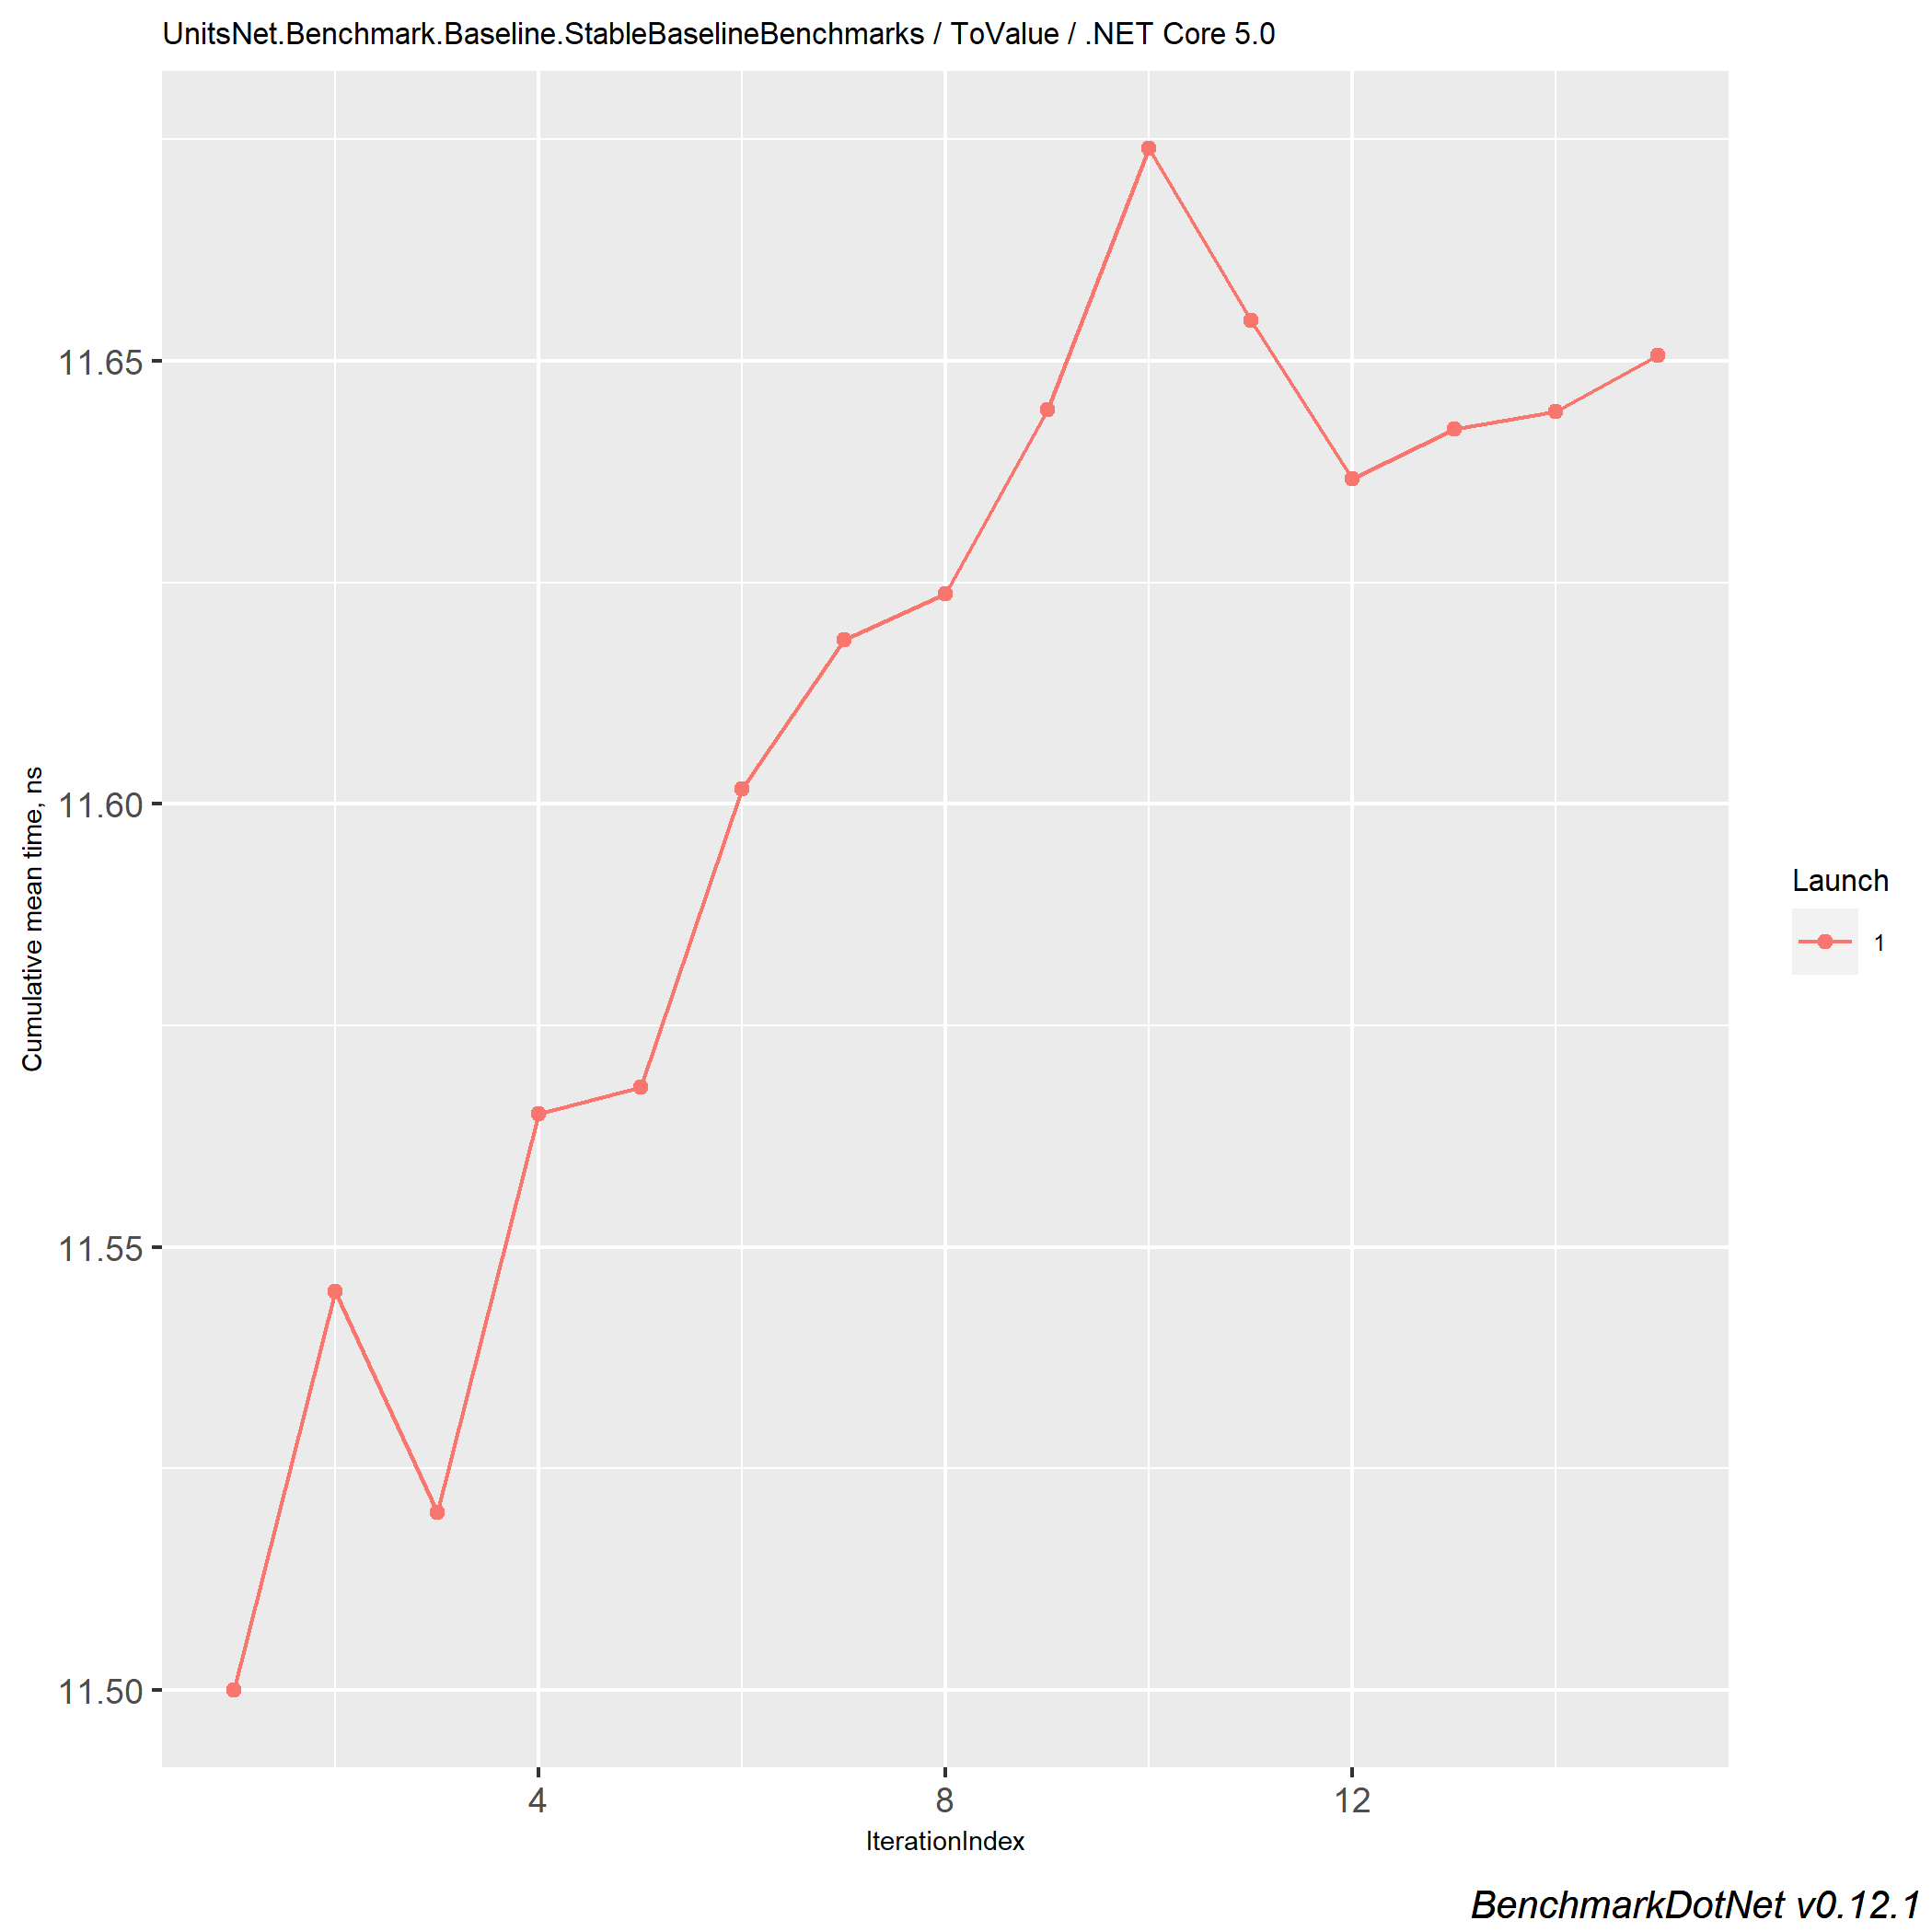 UnitsNet.Benchmark.Baseline.StableBaselineBenchmarks / ToValue / .NET Core 5.0
Cumulative mean time, ns
11.65
11.60
11.55
11.50
4
8
12
IterationIndex
Launch
1
BenchmarkDotNet v0.12.1